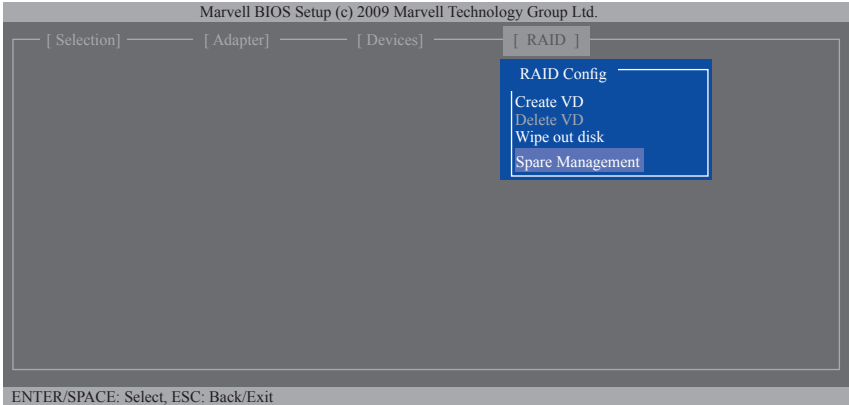 Marvell BIOS Setup (c) 2009 Marvell Technology Group Ltd.
[ Selection] [ Adapter] [ Devices] [ RAID ]
RAID Config
Create VD
Delete VD
Wipe out disk
Spare Management
ENTER/SPACE: Select, ESC: Back/Exit